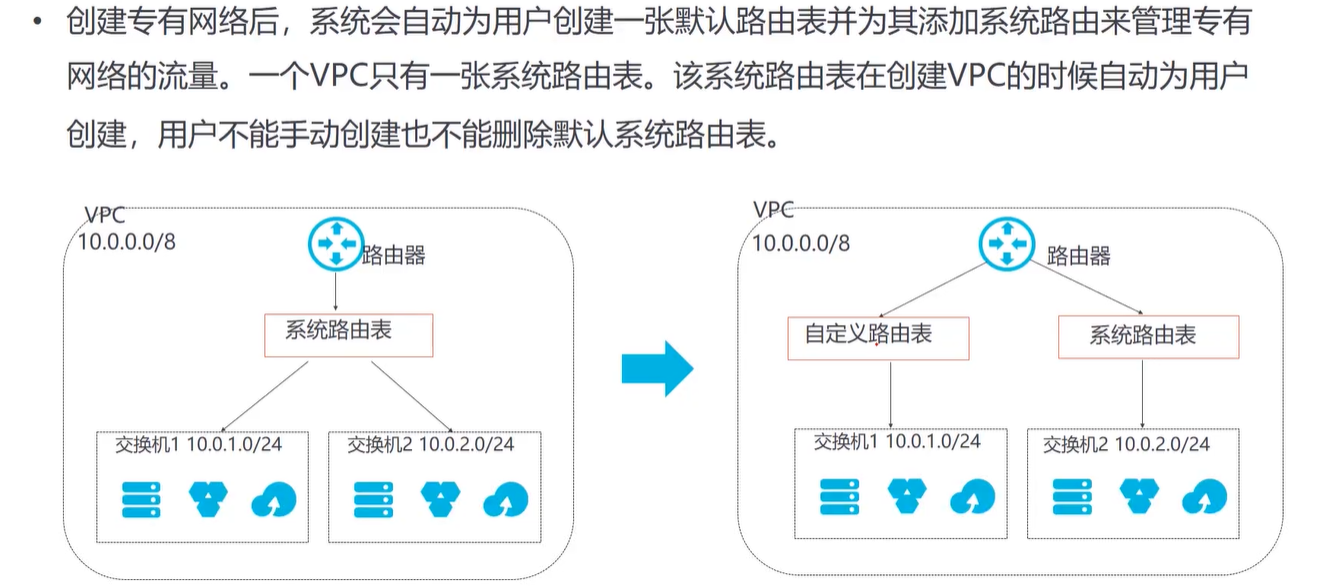 • 创建专有网络后，系统会自动为用户创建一张默认路由表并为其添加系统路由来管理专有
网络的流量。一个VPC只有一张系统路由表。该系统路由表在创建VPC的时候自动为用户
创建，用户不能手动创建也不能删除默认系统路由表。
VPC
10.0.0.0/8
路由器
系统路由表
交换机1 10.0.1.0/24
交换机2 10.0.2.0/24
VPC
10.0.0.0/8
路由器
自定义路由表
系统路由表
交换机1 10.0.1.0/24
交换机2 10.0.2.0/24